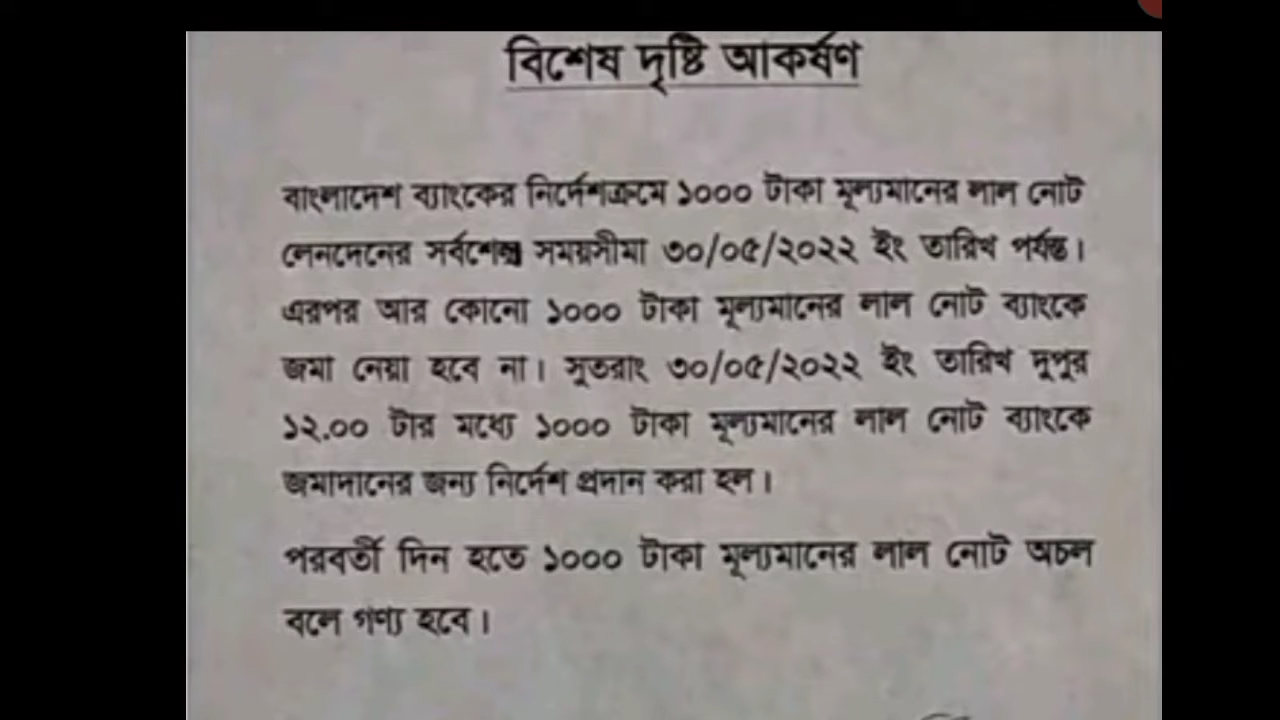 বিশেষ দৃষ্টি আকর্ষণ
বাংলাদেশ ব্যাংকের নির্দেশক্রমে ১০০০ টাকা মূল্যমানের লাল নোট
লেনদেনের সর্বশেষ সময়সীমা ৩০/০৫/২০২২ ইং তারিখ পর্যন্ত।
এরপর আর কোনো ১০০০ টাকা মূল্যমানের লাল নোট ব্যাংকে
জমা নেয়া হবে না। সুতরাং ৩০/০৫/২০২২ ইং তারিখ দুপুর
১২.০০ টার মধ্যে ১০০০ টাকা মূল্যমানের লাল নোট ব্যাংকে
জমাদানের জন্য নির্দেশ প্রদান করা হল।
পরবর্তী দিন হতে ১০০০ টাকা মূল্যমানের লাল নোট অচল
বলে গণ্য হবে।